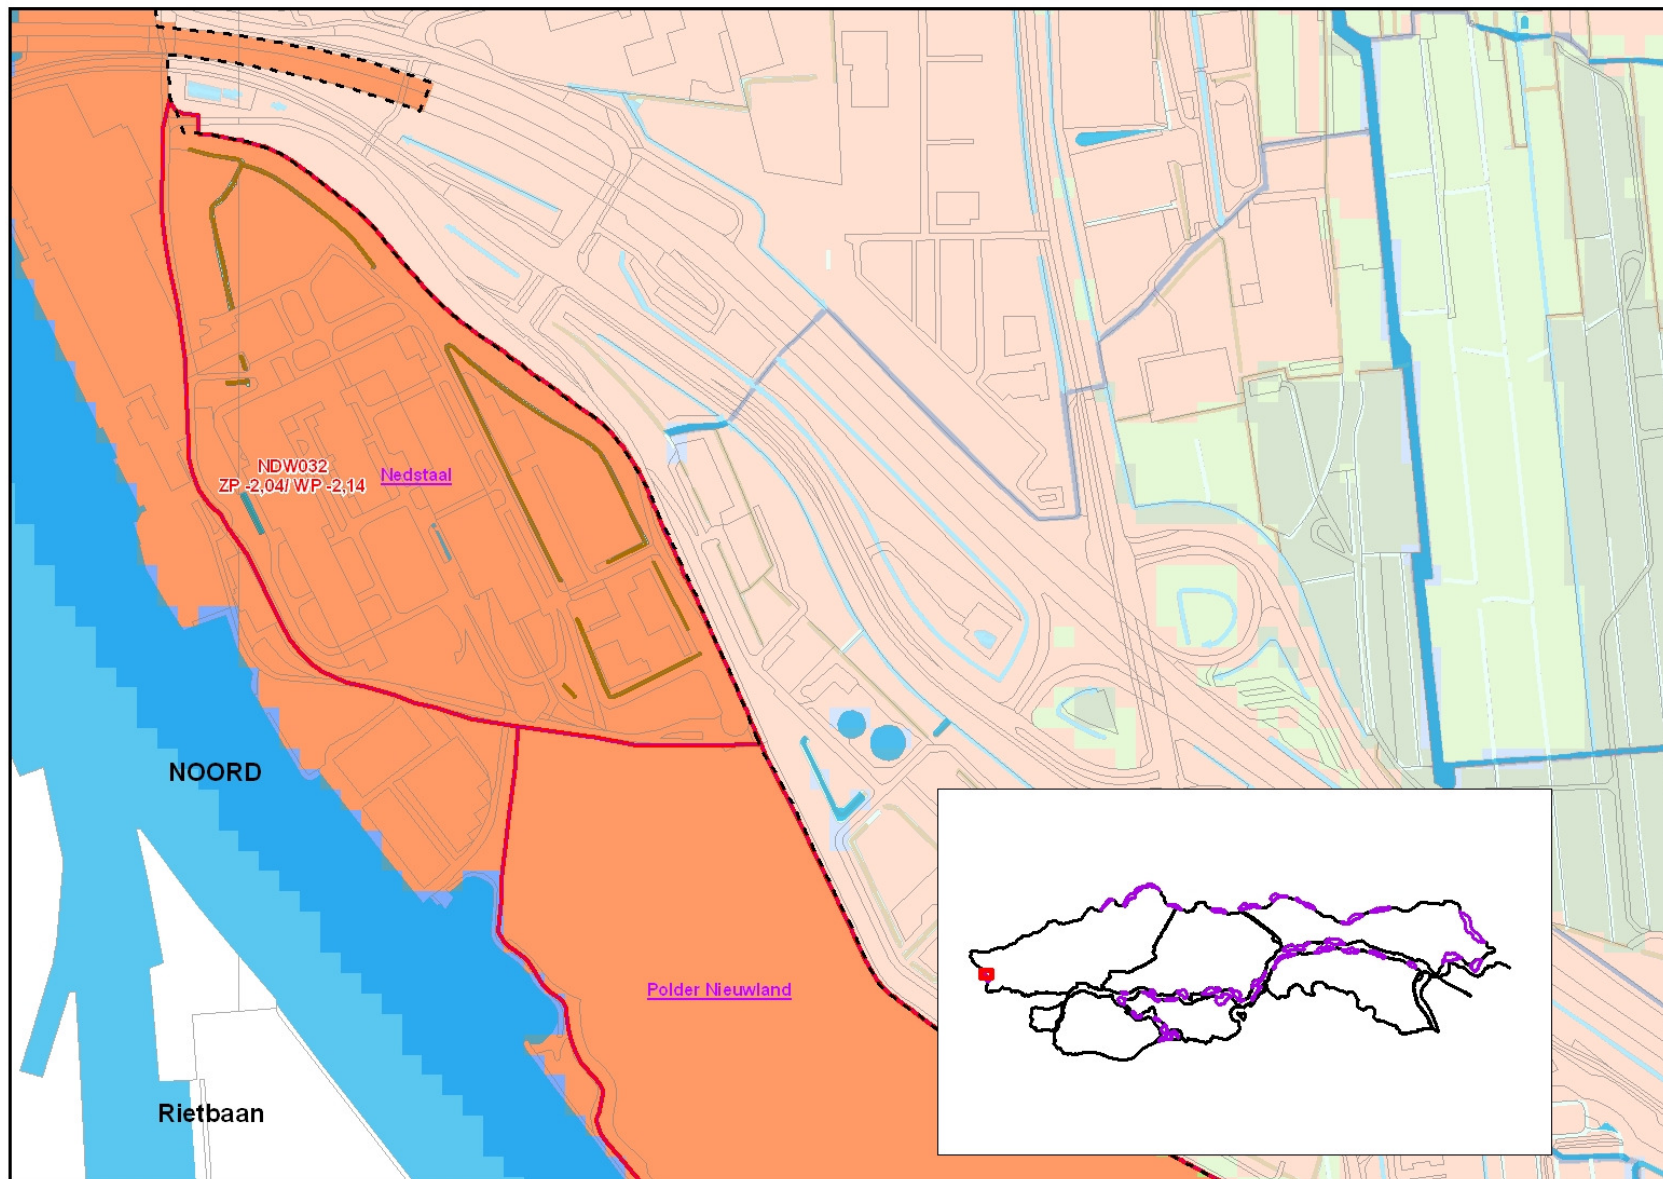 NDW032
ZP -2,04/ WP -2,14
Nedstaal
NOORD
Polder Nieuwland
Rietbaan